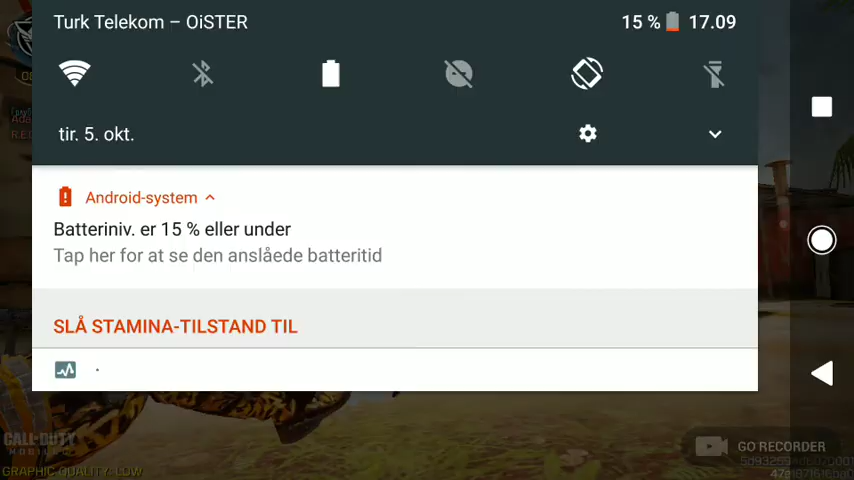 Turk Telekom – OiSTER
15 % 17.09
tir. 5. okt.
Android-system
Batteriniv. er 15 % eller under
Tap her for at se den anslåede batteritid
SLÅ STAMINA-TILSTAND TIL
CALL·DUTY
MOBILE
GO RECORDER
GRAPHIC QUALITY: LOW